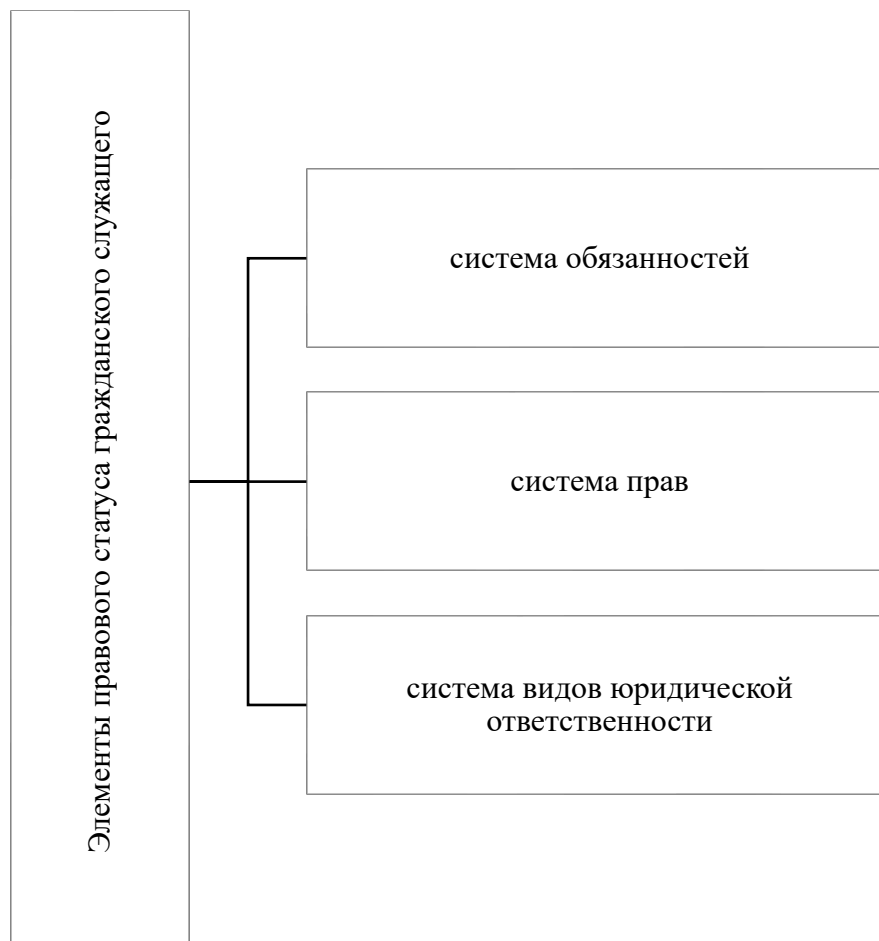 Элементы правового статуса гражданского служащего
система обязанностей
система прав
система видов юридической
ответственности